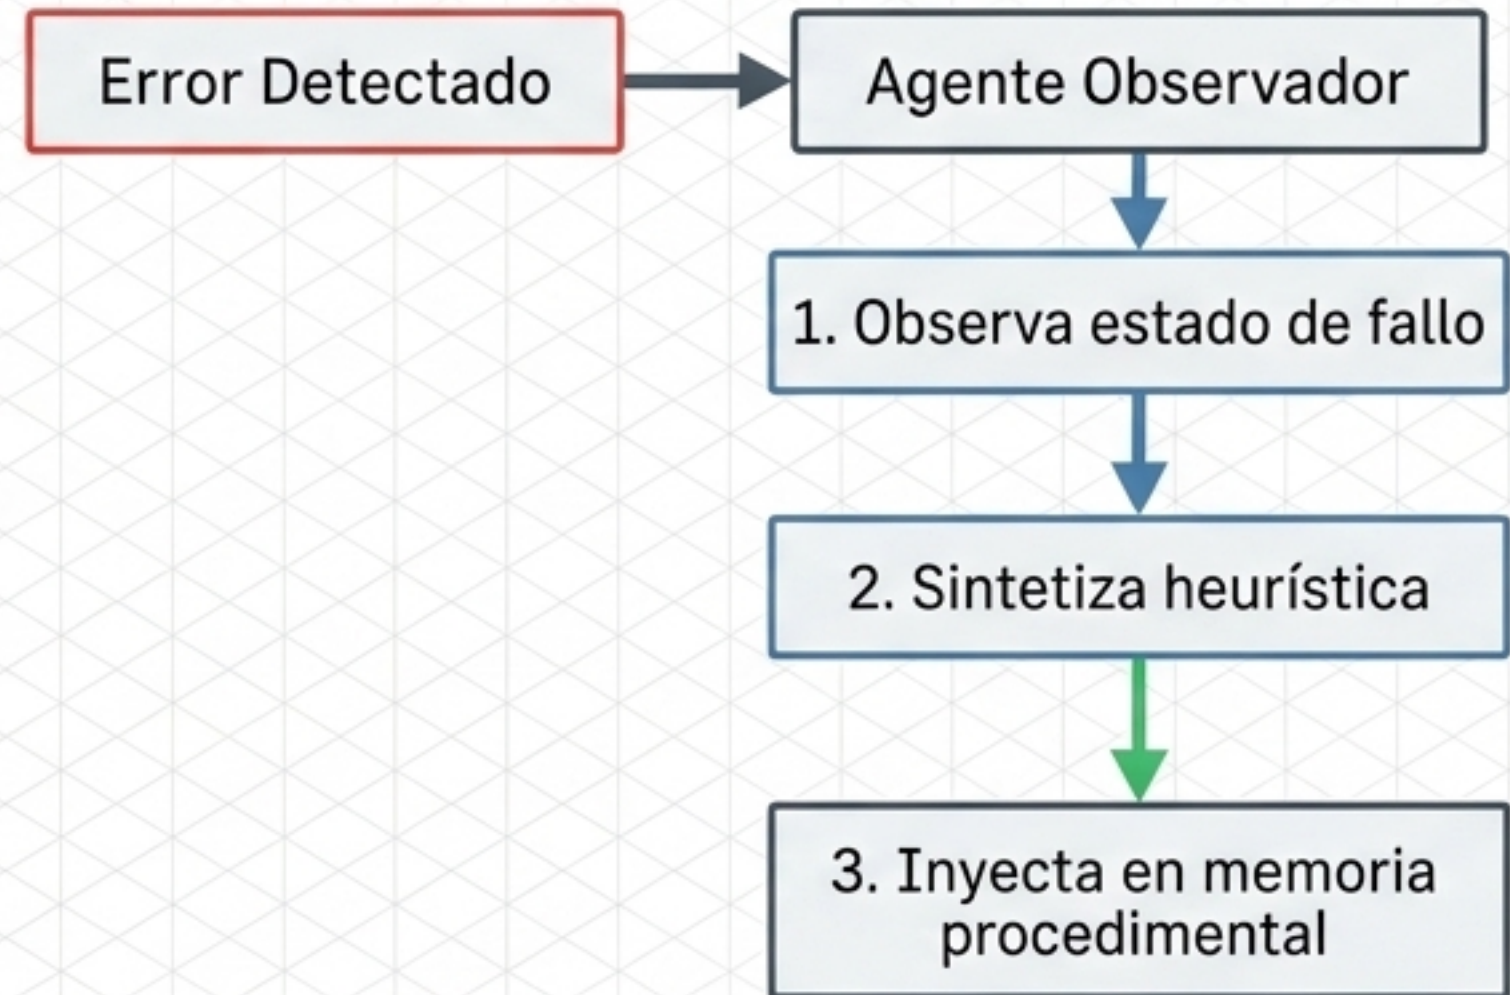 Error Detectado
Agente Observador
1. Observa estado de fallo
2. Sintetiza heurística
3. Inyecta en memoria
procedimental